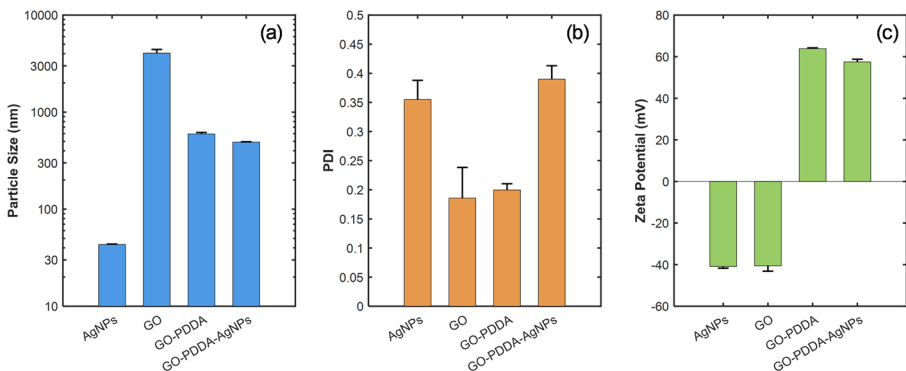 (a)
Particle Size (nm)
10000
3000
1000
300
100
30
10
AgNPs
GO
GO-PDDA
GO-PDDA-AgNPs
(b)
PDI
0.5
0.45
0.4
0.35
0.3
0.25
0.2
0.15
0.1
0.05
0
AgNPs
GO
GO-PDDA
GO-PDDA-AgNPs
(c)
Zeta Potential (mV)
80
60
40
20
0
-20
-40
-60
AgNPs
GO
GO-PDDA
GO-PDDA-AgNPs